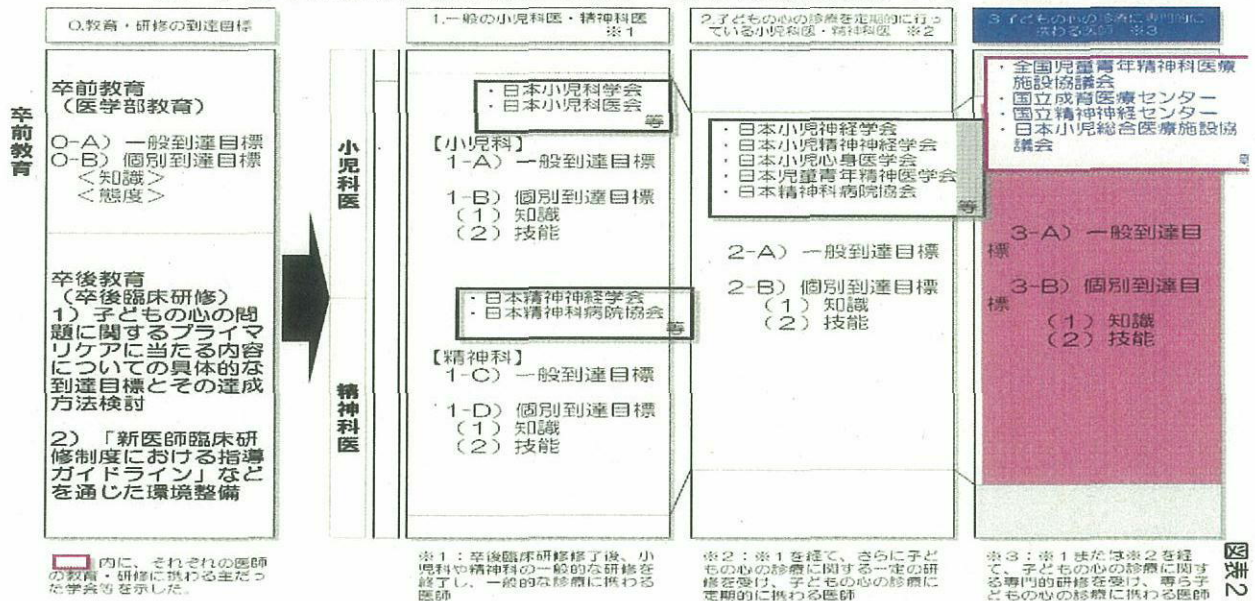 O.教育・研修の到達目標
卒前教育
卒前教育
(医学部教育)
O-A) 一般到達目標
O-B) 個別到達目標
<知識>
<態度>
卒後教育
(卒後臨床研修)
1) 子どもの心の問
題に関するプライマ
リケアに当たる内容
についての具体的な
到達目標とその達成
方法検討
2) 「新医師臨床研
修制度における指導
ガイドライン」など
を通じた環境整備
内に、それぞれの医師
の教育・研修に携わる主だっ
た学会等を示した。
小児科医
精神科医
1.一般の小児科医・精神科医
※1
・日本小児科学会
・日本小児科医会
等
【小児科】
1-A) 一般到達目標
1-B) 個別到達目標
(1) 知識
(2) 技能
・日本精神神経学会
・日本精神科病院協会
等
【精神科】
1-C) 一般到達目標
1-D) 個別到達目標
(1) 知識
(2) 技能
※1:卒後臨床研修修了後、小
児科や精神科の一般的な研修を
終了し、一般的な診療に携わる
医師
2.子どもの心の診療を定期的に行っ
ている小児科医・精神科医 ※2
・日本小児神経学会
・日本小児精神神経学会
・日本小児心身医学会
・日本児童青年精神医学会
・日本精神科病院協会
等
2-A) 一般到達目標
2-B) 個別到達目標
(1) 知識
(2) 技能
※2:※1を経て、さらに子ど
もの心の診療に関する一定の研
修を受け、子どもの心の診療に
定期的に携わる医師
3.子どもの心の診療に専門的に
携わる医師 ※3
・全国児童青年精神科医療
施設協議会
・国立成育医療センター
・国立精神神経センター
・日本小児総合医療施設協
議会
3-A) 一般到達目
標
3-B) 個別到達目
標
(1) 知識
(2) 技能
※3:※1または※2を経
て、子どもの心の診療に関す
る専門的研修を受け、専ら子
どもの心の診療に携わる医師
図表2